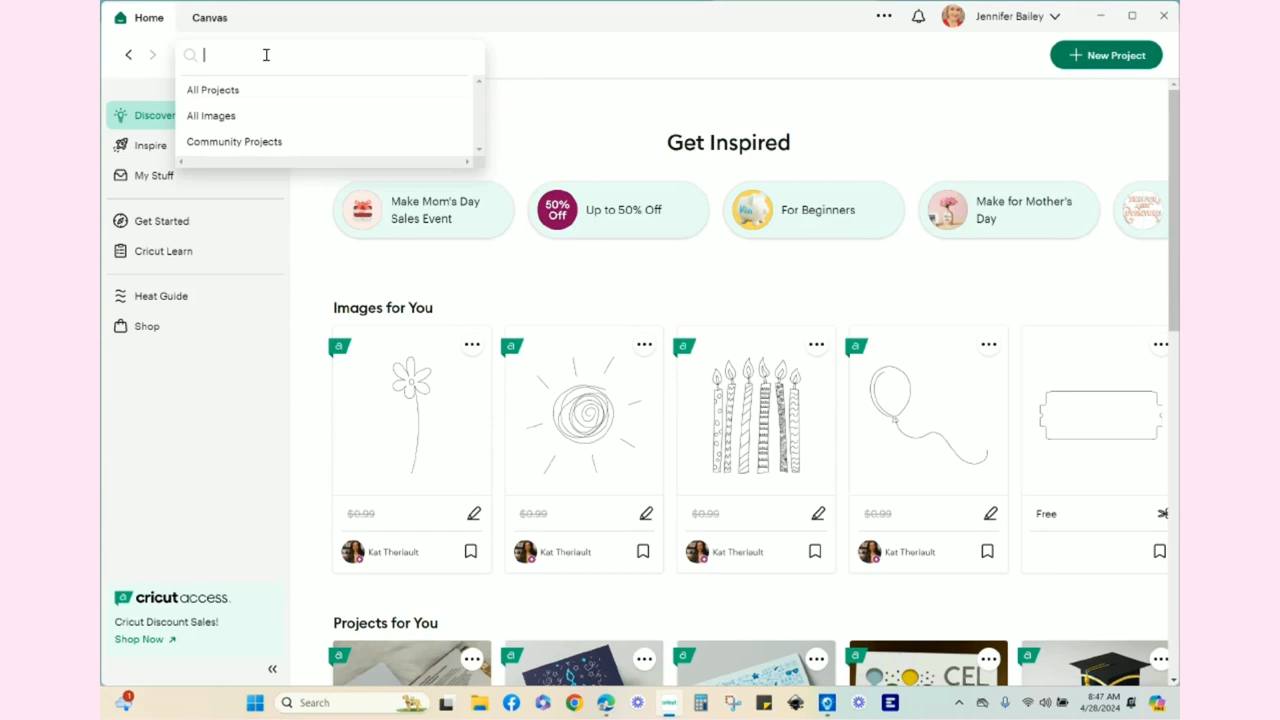 Home
Canvas
Jennifer Bailey
New Project
All Projects
All Images
Community Projects
Discover
Inspire
My Stuff
Get Started
Cricut Learn
Heat Guide
Shop
cricut access.
Cricut Discount Sales!
Shop Now
Get Inspired
Make Mom's Day
Sales Event
50%
Off
Up to 50% Off
For Beginners
Make for Mother's
Day
Images for You
a
a
a
a
$0.99
$0.99
$0.99
$0.99
Free
Kat Theriault
Kat Theriault
Kat Theriault
Kat Theriault
Projects for You
a
a
a
a
a
CEL
1
Search
cricut
8:47 AM
4/28/2024